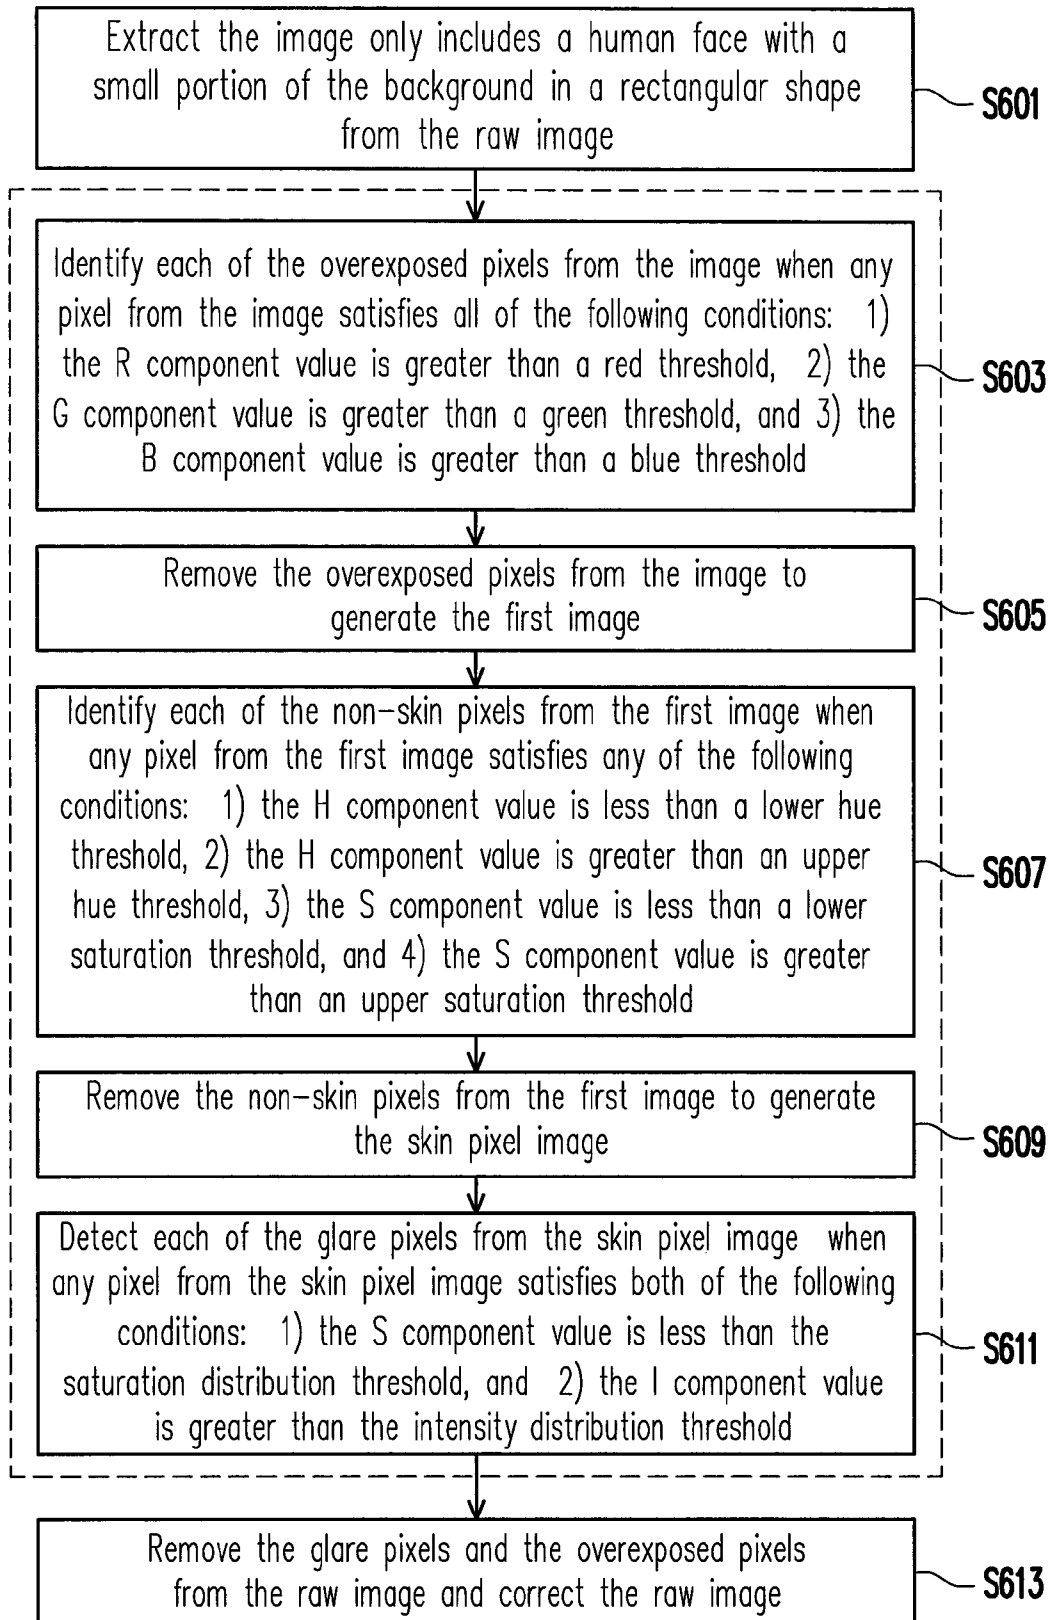 Extract the image only includes a human face with a
small portion of the background in a rectangular shape
from the raw image
S601
Identify each of the overexposed pixels from the image when any
pixel from the image satisfies all of the following conditions: 1)
the R component value is greater than a red threshold, 2) the
G component value is greater than a green threshold, and 3) the
B component value is greater than a blue threshold
S603
Remove the overexposed pixels from the image to
generate the first image
S605
Identify each of the non-skin pixels from the first image when
any pixel from the first image satisfies any of the following
conditions: 1) the H component value is less than a lower hue
threshold, 2) the H component value is greater than an upper
hue threshold, 3) the S component value is less than a lower
saturation threshold, and 4) the S component value is greater
than an upper saturation threshold
S607
Remove the non-skin pixels from the first image to generate
the skin pixel image
S609
Detect each of the glare pixels from the skin pixel image when
any pixel from the skin pixel image satisfies both of the following
conditions: 1) the S component value is less than the
saturation distribution threshold, and 2) the I component value
is greater than the intensity distribution threshold
S611
Remove the glare pixels and the overexposed pixels
from the raw image and correct the raw image
S613